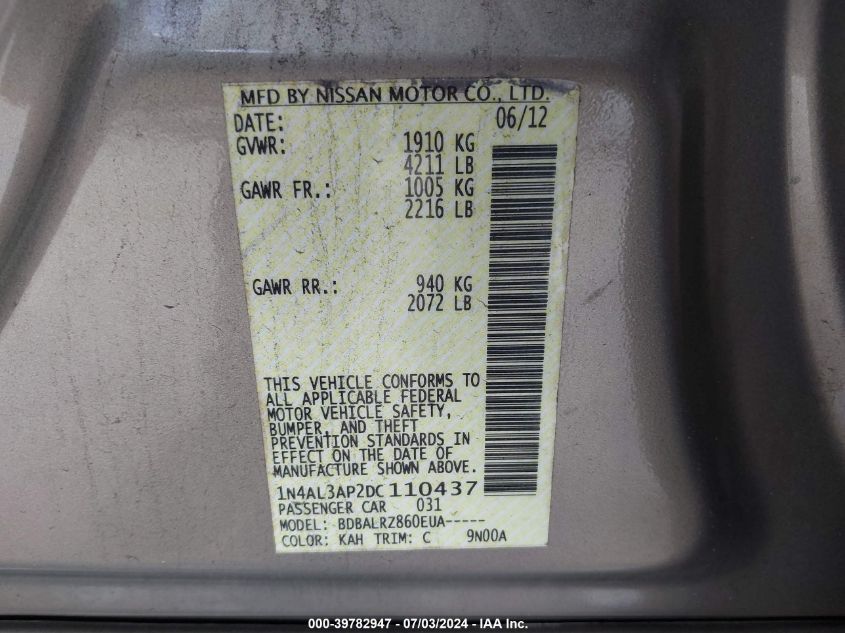 MFD BY NISSAN MOTOR CO., LTD.
DATE: 06/12
GVWR: 1910 KG
4211 LB
GAWR FR.: 1005 KG
2216 LB
GAWR RR.: 940 KG
2072 LB
THIS VEHICLE CONFORMS TO
ALL APPLICABLE FEDERAL
MOTOR VEHICLE SAFETY,
BUMPER, AND THEFT
PREVENTION STANDARDS IN
EFFECT ON THE DATE OF
MANUFACTURE SHOWN ABOVE.
1N4AL3AP2DC110437
PASSENGER CAR 031
MODEL: BDBALRZ860EUA-----
COLOR: KAH TRIM: C 9N00A
000-39782947 - 07/03/2024 - IAA Inc.